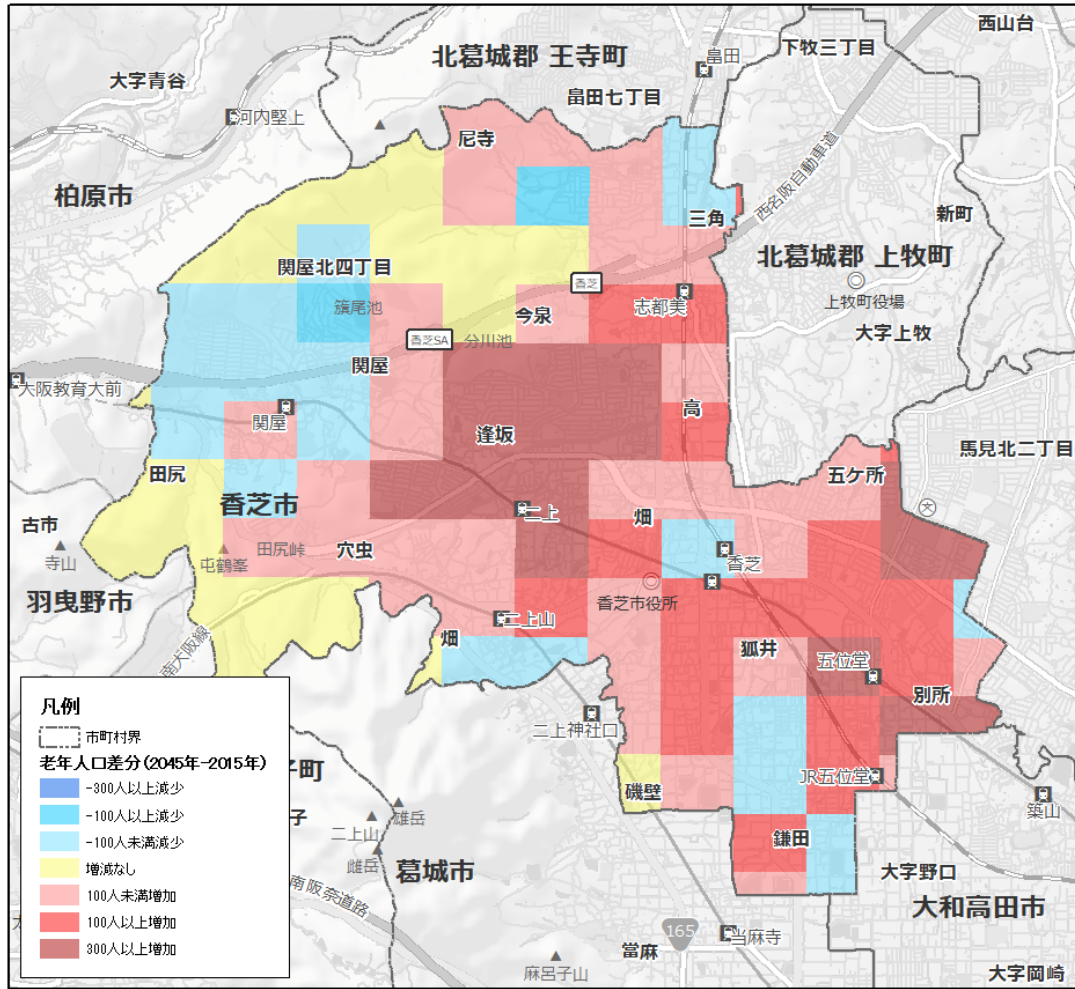 西山台
下牧三丁目
北葛城郡 王寺町
畠田
大字青谷
畠田七丁目
河内堅上
尼寺
西名阪自動車道
柏原市
三角
新町
北葛城郡 上牧町
関屋北四丁目
香芝
上牧町役場
旗尾池
志都美
今泉
大字上牧
香芝SA
分川池
関屋
大阪教育大前
高
関屋
逢坂
馬見北二丁目
田尻
五ケ所
香芝市
大
古市
二上
畑
寺山
田尻峠
穴虫
香芝
屯鶴峯
羽曳野市
香芝市役所
二上山
南大阪線
畑
狐井
五位堂
別所
凡例
市町村界
二上神社口
老年人口差分(2045年-2015年)
子町
-300人以上減少
JR五位堂
-100人以上減少
磯壁
築山
-100人未満減少
子
雄岳
二上山
増減なし
鎌田
雌岳
葛城市
大字野口
100人未満増加
南阪奈道路
大和高田市
100人以上増加
165
当麻寺
300人以上増加
當麻
麻呂子山
大字岡崎